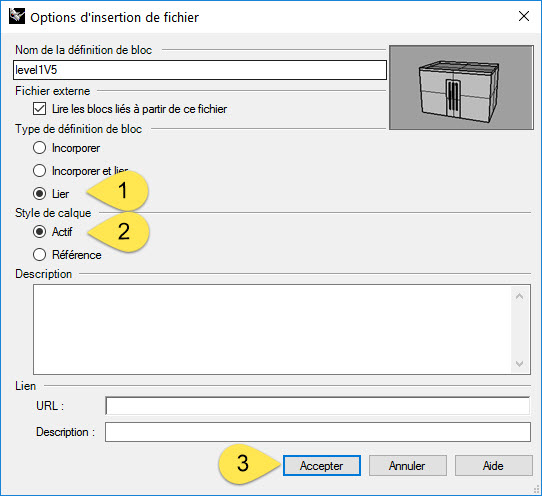 Options d'insertion de fichier
Nom de la définition de bloc
level1V5
Fichier externe
Lire les blocs liés à partir de ce fichier
Type de définition de bloc
Incorporer
Incorporer et lier
Lier
1
Style de calque
Actif
2
Référence
Description
Lien
URL :
Description :
3
Accepter
Annuler
Aide